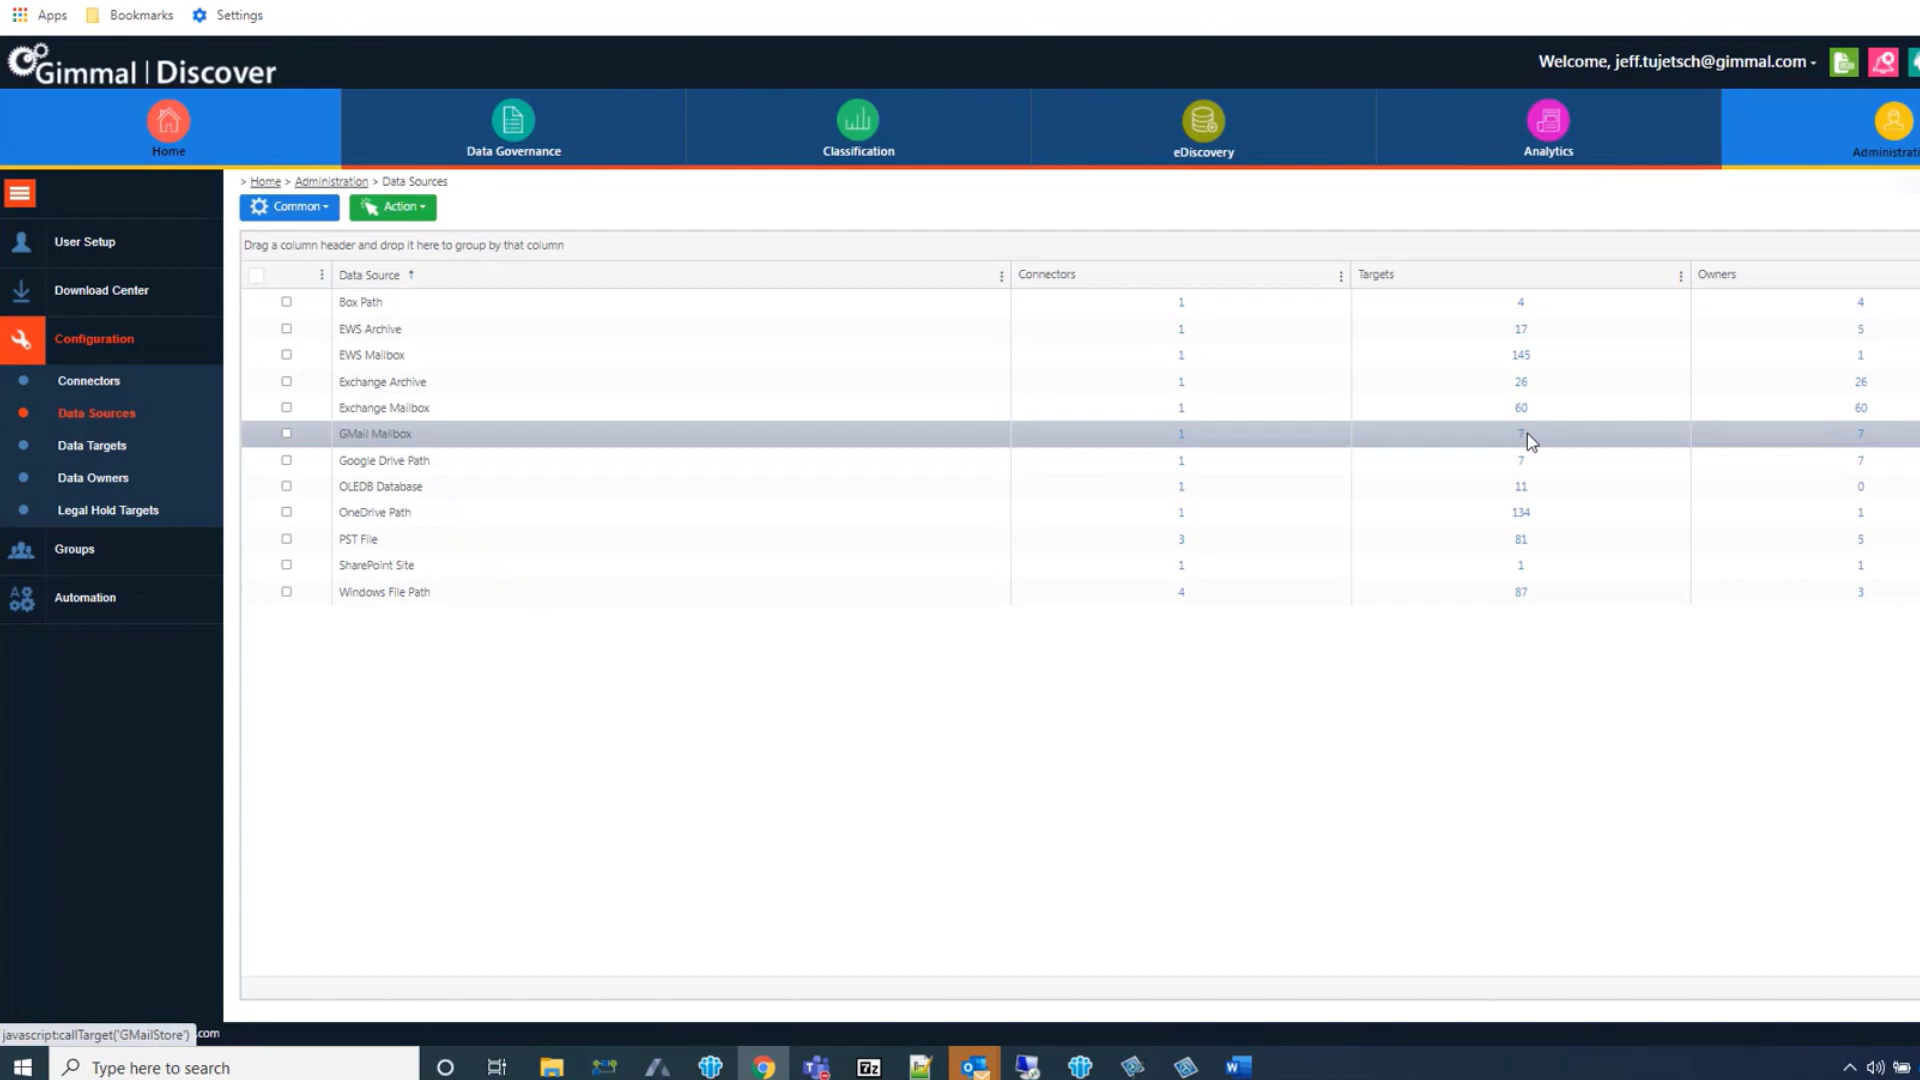 Apps Bookmarks Settings
Gimmal | Discover
Welcome, jeff.tujetsch@gimmal.com
Home Data Governance Classification eDiscovery Analytics Administrati
> Home > Administration > Data Sources
Common Action
User Setup
Download Center
Configuration
Connectors
Data Sources
Data Targets
Data Owners
Legal Hold Targets
Groups
Automation
Drag a column header and drop it here to group by that column
Data Source ↑ Connectors Targets Owners
Box Path 1 4 4
EWS Archive 1 17 5
EWS Mailbox 1 145 1
Exchange Archive 1 26 26
Exchange Mailbox 1 60 60
GMail Mailbox 1 7 7
Google Drive Path 1 7 7
OLEDB Database 1 11 0
OneDrive Path 1 134 1
PST File 3 81 5
SharePoint Site 1 1 1
Windows File Path 4 87 3
javascript:callTarget('GMailStore') .com
Type here to search